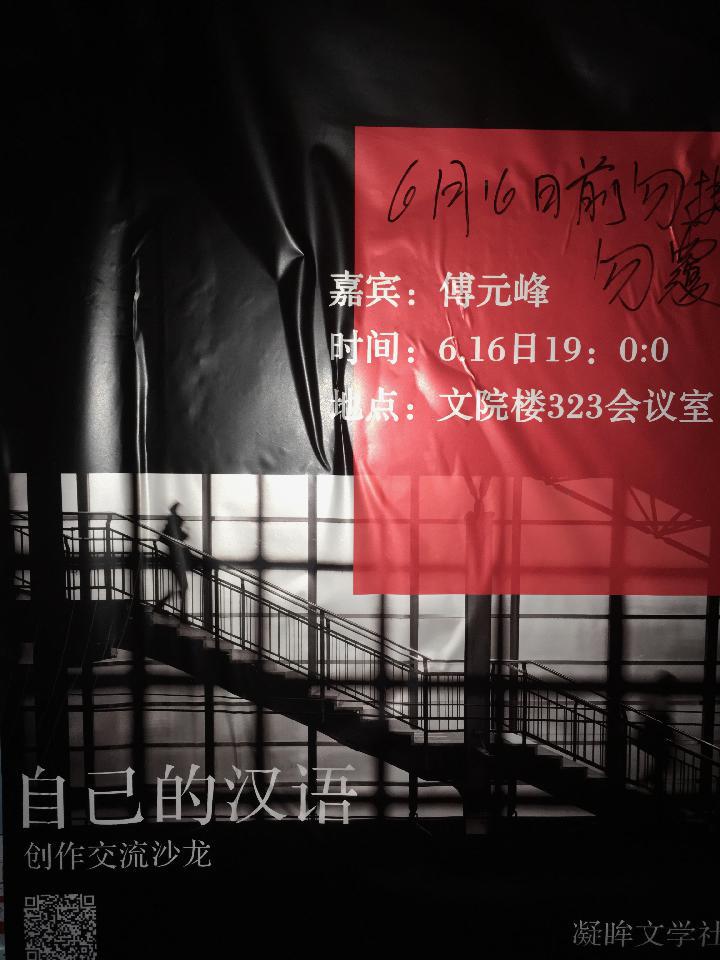 6月16日前勿
勿覆
嘉宾：傅元峰
时间：6.16日19：0:0
地点：文院楼323会议室
自己的汉语
创作交流沙龙
凝眸文学社